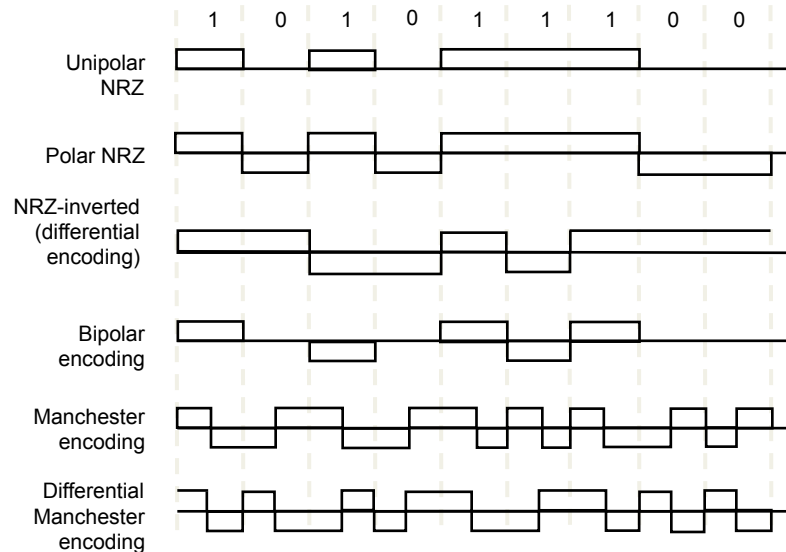 1 0 1 0 1 1 1 0 0
Unipolar
NRZ
Polar NRZ
NRZ-inverted
(differential
encoding)
Bipolar
encoding
Manchester
encoding
Differential
Manchester
encoding